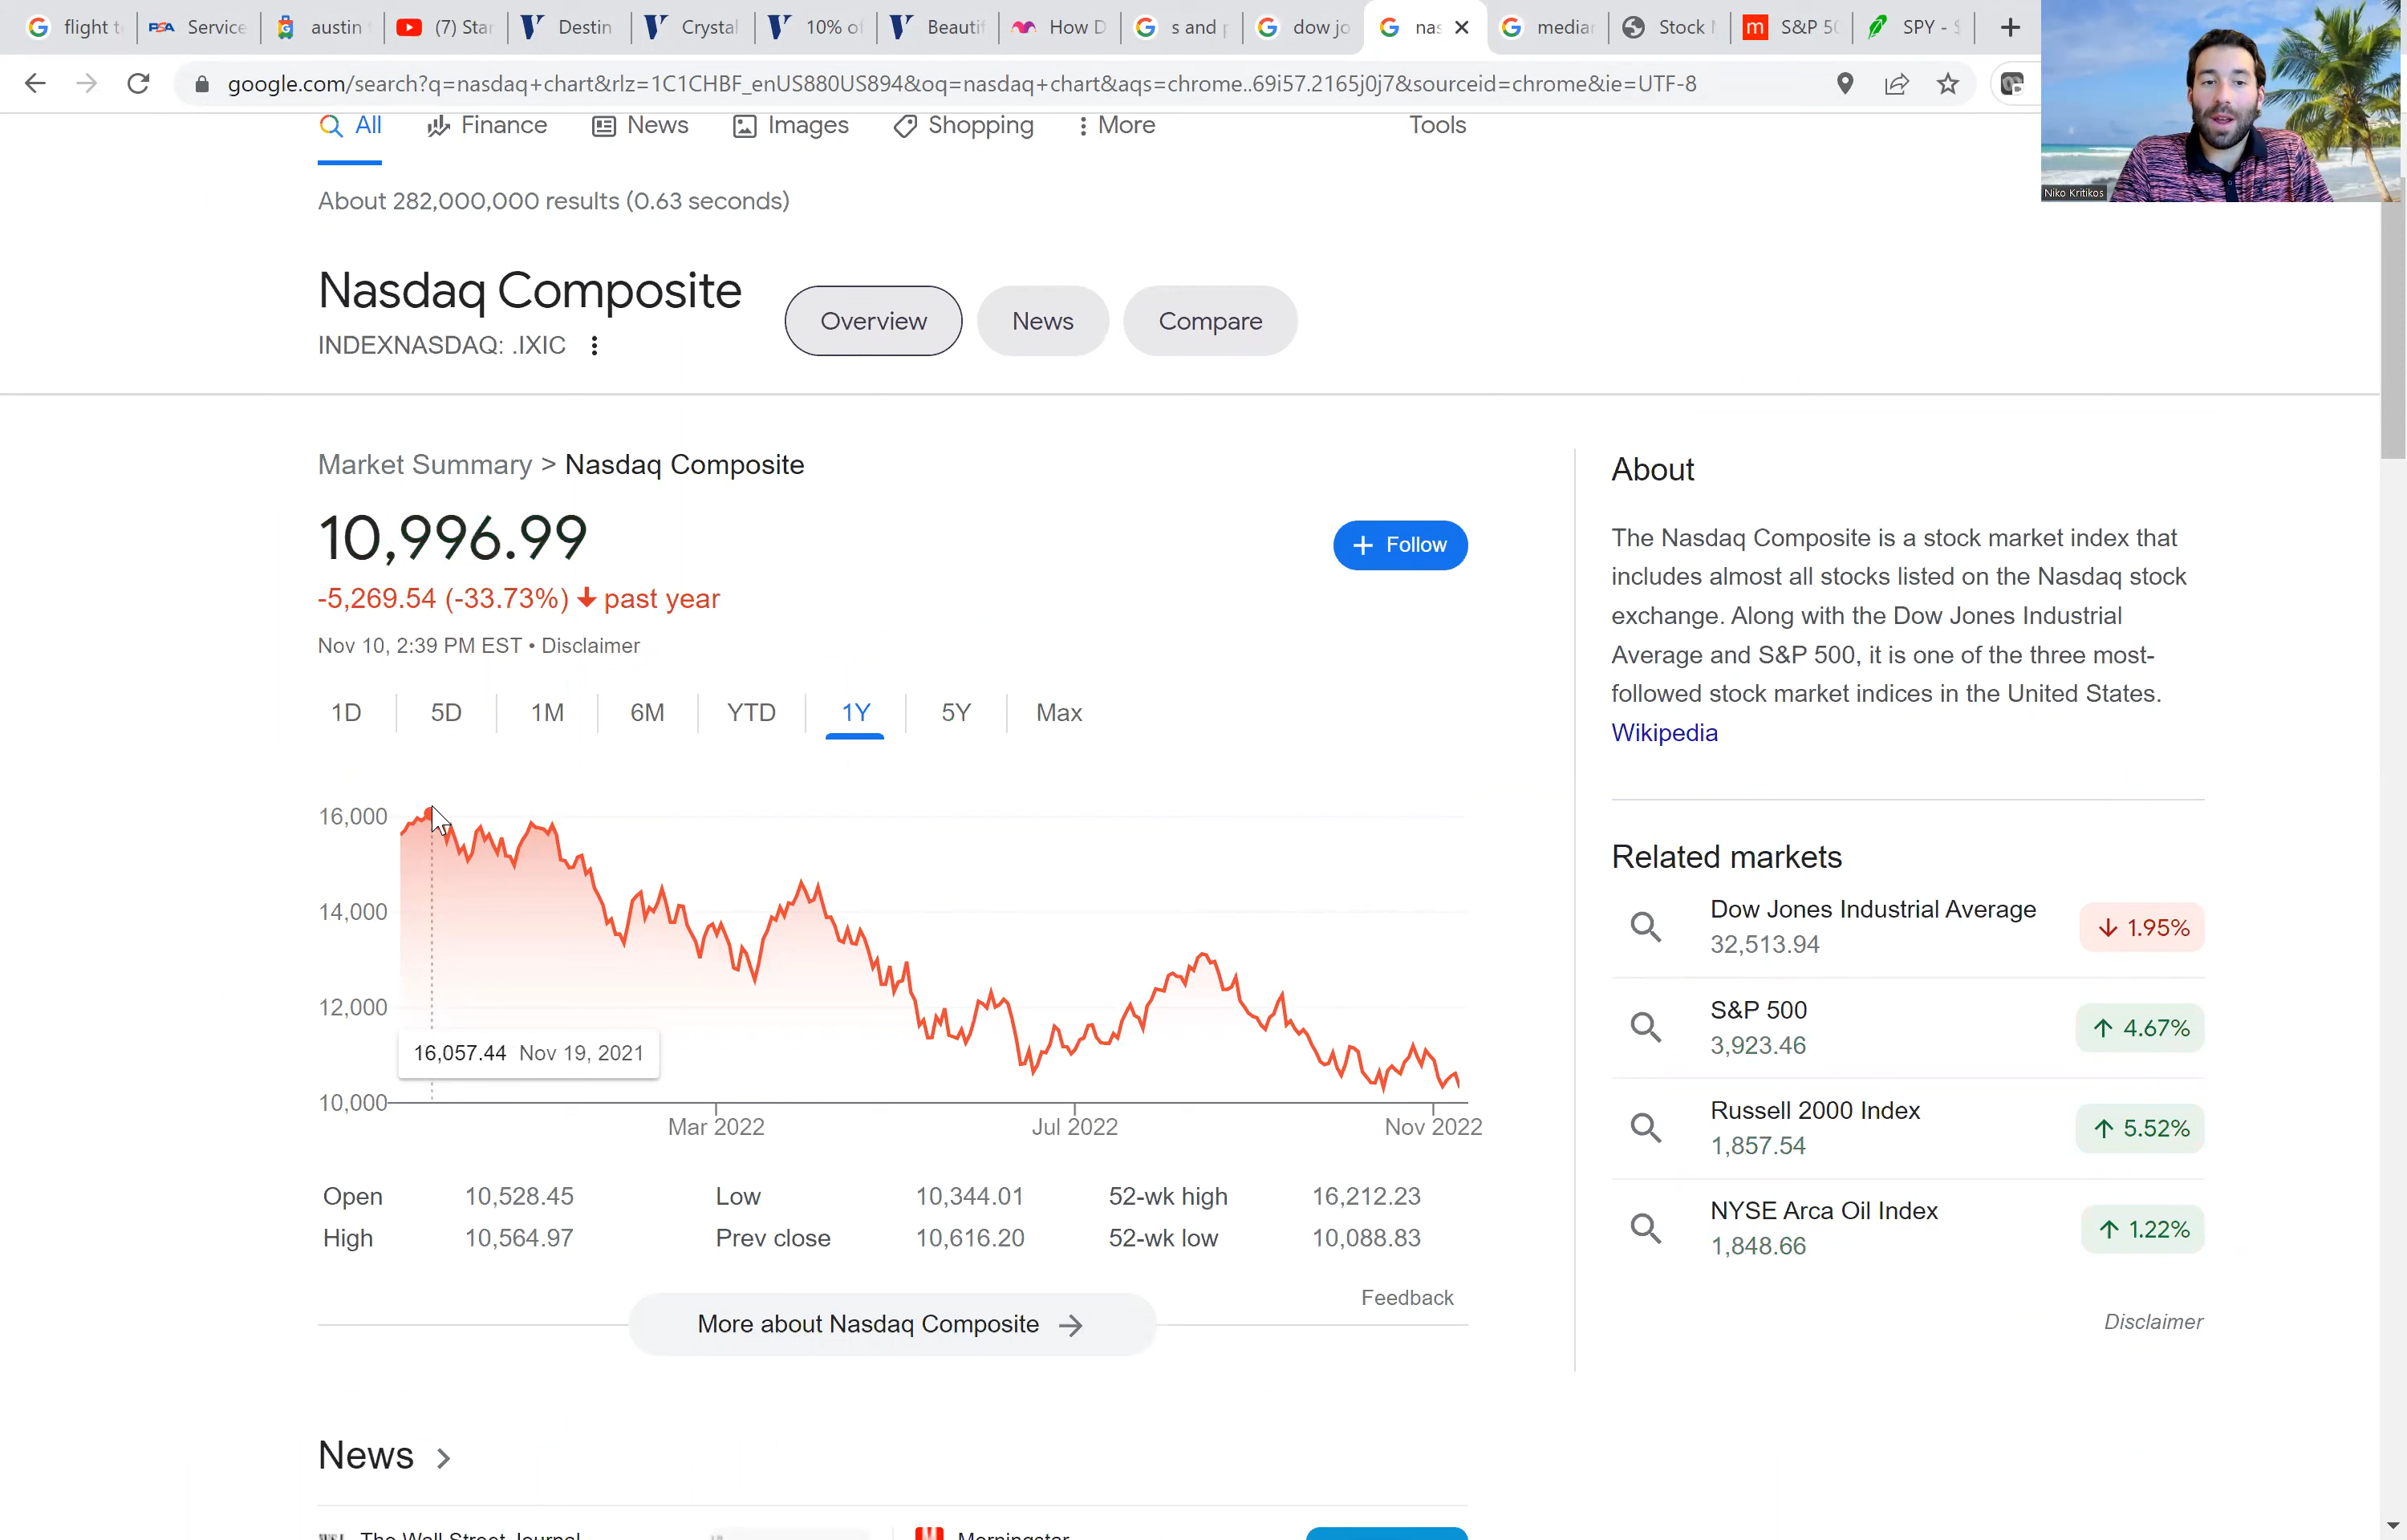 flight t
PSA Service
austin
(7) Star
Destin
Crystal
10% of
Beautif
How D
s and p
dow jo
nas
median
Stock M
m S&P 50
SPY - $
google.com/search?q=nasdaq+chart&rlz=1C1CHBF_enUS880US894&oq=nasdaq+chart&aqs=chrome..69i57.2165j0j7&sourceid=chrome&ie=UTF-8
Niko Kritikos
All
Finance
News
Images
Shopping
More
Tools
About 282,000,000 results (0.63 seconds)
Nasdaq Composite
INDEXNASDAQ: .IXIC
Overview
News
Compare
Market Summary > Nasdaq Composite
10,996.99
+ Follow
-5,269.54 (-33.73%) ↓ past year
Nov 10, 2:39 PM EST • Disclaimer
1D
5D
1M
6M
YTD
1Y
5Y
Max
16,000
14,000
12,000
10,000
16,057.44 Nov 19, 2021
Mar 2022
Jul 2022
Nov 2022
Open 10,528.45 Low 10,344.01 52-wk high 16,212.23
High 10,564.97 Prev close 10,616.20 52-wk low 10,088.83
Feedback
More about Nasdaq Composite →
News >
The Wall Street Journal
Morningstar
About
The Nasdaq Composite is a stock market index that
includes almost all stocks listed on the Nasdaq stock
exchange. Along with the Dow Jones Industrial
Average and S&P 500, it is one of the three most-
followed stock market indices in the United States.
Wikipedia
Related markets
Dow Jones Industrial Average
32,513.94
↓ 1.95%
S&P 500
3,923.46
↑ 4.67%
Russell 2000 Index
1,857.54
↑ 5.52%
NYSE Arca Oil Index
1,848.66
↑ 1.22%
Disclaimer